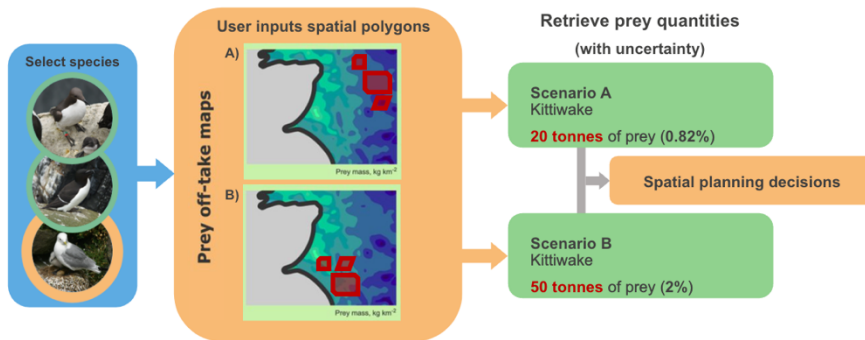 Select species
Prey off-take maps
User inputs spatial polygons
A)
Prey mass, kg km⁻²
B)
Prey mass, kg km⁻²
Retrieve prey quantities
(with uncertainty)
Scenario A
Kittiwake
20 tonnes of prey (0.82%)
Spatial planning decisions
Scenario B
Kittiwake
50 tonnes of prey (2%)